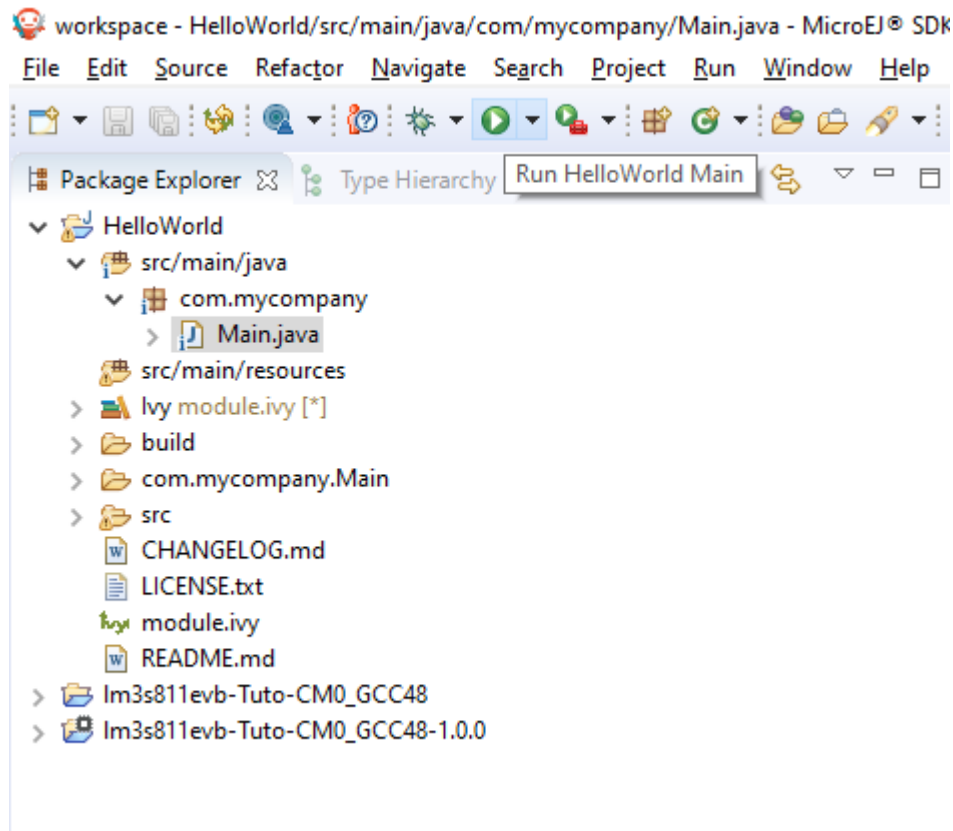 workspace - HelloWorld/src/main/java/com/mycompany/Main.java - MicroEJ® SDK
File Edit Source Refactor Navigate Search Project Run Window Help
Package Explorer Type Hierarchy Run HelloWorld Main
HelloWorld
src/main/java
com.mycompany
Main.java
src/main/resources
Ivy module.ivy [*]
build
com.mycompany.Main
src
CHANGELOG.md
LICENSE.txt
module.ivy
README.md
lm3s811evb-Tuto-CM0_GCC48
lm3s811evb-Tuto-CM0_GCC48-1.0.0